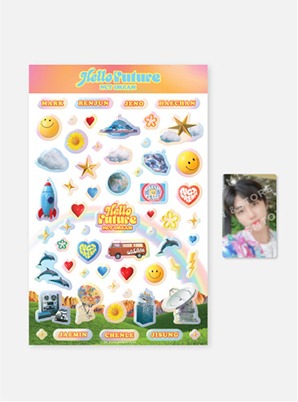 Hello Future
NCT DREAM
MARK RENJUN JENO HAECHAN
Hello
Future
NCT DREAM
JAEMIN CHENLE JISUNG